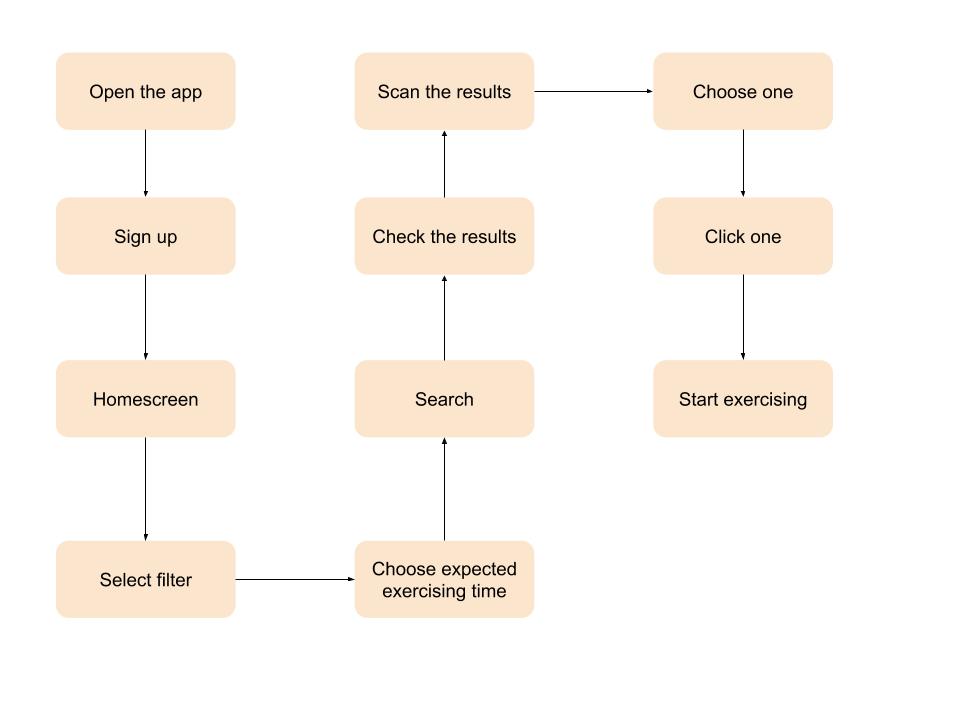 Open the app
Sign up
Homescreen
Select filter
Choose expected
exercising time
Search
Check the results
Scan the results
Choose one
Click one
Start exercising